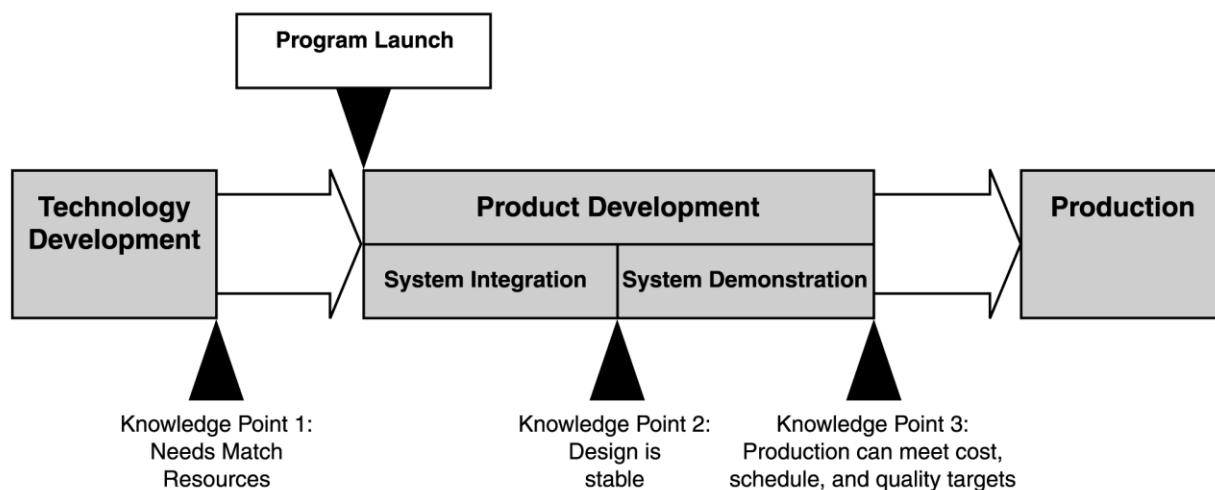 Program Launch
Technology
Development
Product Development
Production
System Integration
System Demonstration
Knowledge Point 1:
Needs Match
Resources
Knowledge Point 2:
Design is
stable
Knowledge Point 3:
Production can meet cost,
schedule, and quality targets